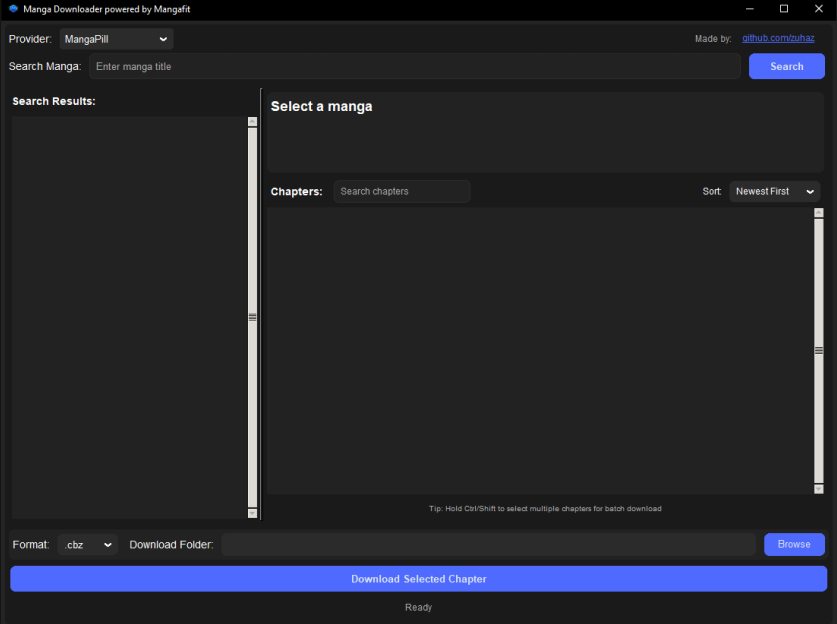 Manga Downloader powered by Mangafit
Provider: MangaPill Made by: github.com/zuhaz
Search Manga: Enter manga title Search
Search Results:
Select a manga
Chapters: Search chapters Sort: Newest First
Tip: Hold Ctrl/Shift to select multiple chapters for batch download
Format: .cbz Download Folder: Browse
Download Selected Chapter
Ready